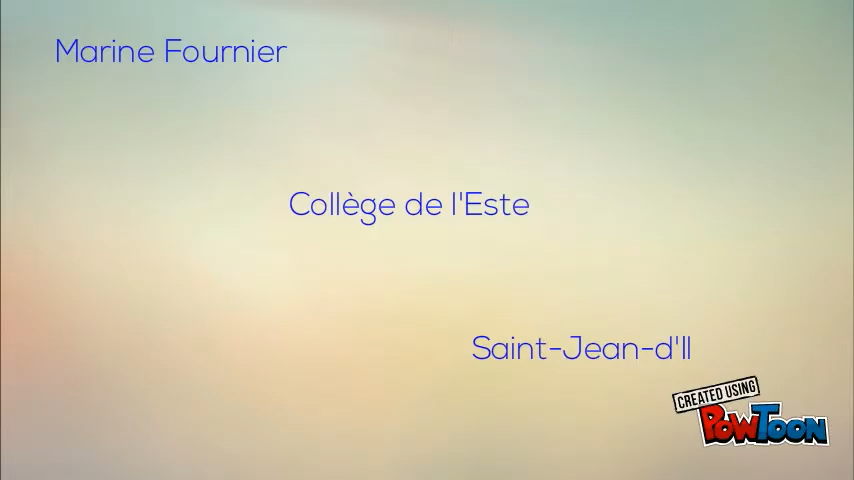 Marine Fournier
Collège de l'Este
Saint-Jean-d'Il
CREATED USING
POWTOON